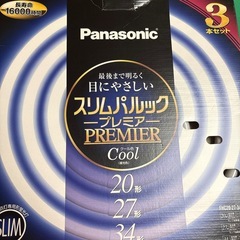 長寿命
16000時間
Panasonic
3
本セット
最後まで明るく
目にやさしい
スリムパルック
プレミア
PREMIER
Cool
20形
27形
34形
SLIM